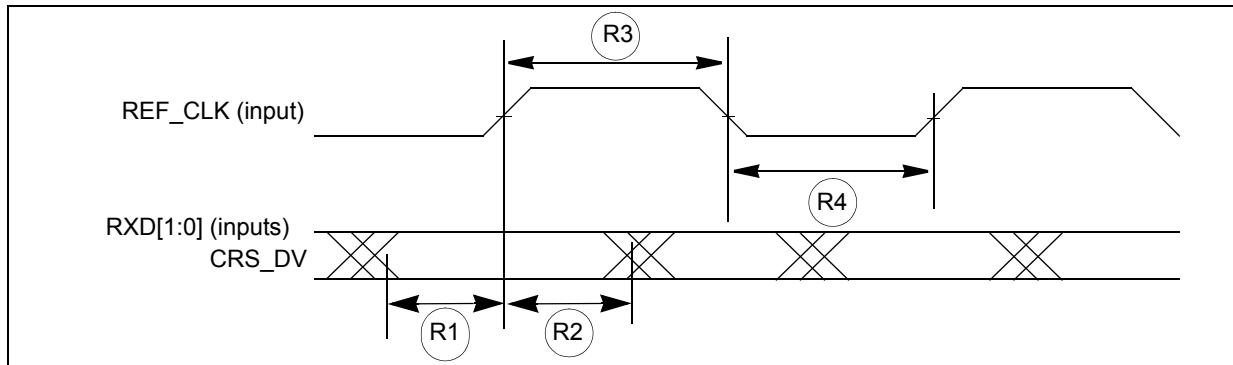 R3
REF_CLK (input)
R4
RXD[1:0] (inputs)
CRS_DV
R1
R2